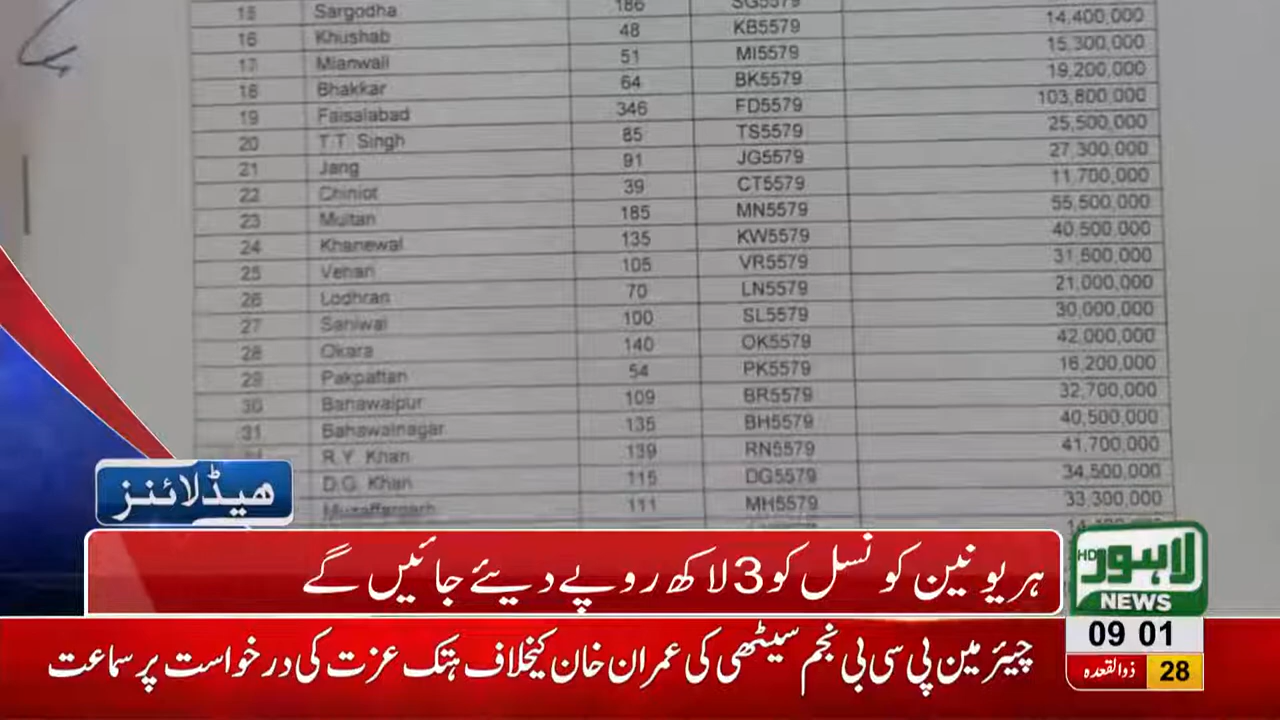 15 Sargodha 186 SG5579
16 Khushab 48 KB5579 14,400,000
17 Mianwali 51 MI5579 15,300,000
18 Bhakkar 64 BK5579 19,200,000
19 Faisalabad 346 FD5579 103,800,000
20 T.T. Singh 85 TS5579 25,500,000
21 Jang 91 JG5579 27,300,000
22 Chiniot 39 CT5579 11,700,000
23 Multan 185 MN5579 55,500,000
24 Khanewal 135 KW5579 40,500,000
25 Vehari 105 VR5579 31,500,000
26 Lodhran 70 LN5579 21,000,000
27 Sahiwal 100 SL5579 30,000,000
28 Okara 140 OK5579 42,000,000
29 Pakpattan 54 PK5579 16,200,000
30 Bahawalpur 109 BR5579 32,700,000
31 Bahawalnagar 135 BH5579 40,500,000
R.Y. Khan 139 RN5579 41,700,000
D.G. Khan 115 DG5579 34,500,000
Muzaffargarh 111 MH5579 33,300,000
ھیڈلائنز
ہر یونین کونسل کو 3 لاکھ روپے دیئے جائیں گے
HD لاہور
NEWS
09 01
چیئرمین پی سی بی نجم سیٹھی کی عمران خان کیخلاف ہتک عزت کی درخواست پر سماعت
ذوالقعدہ 28